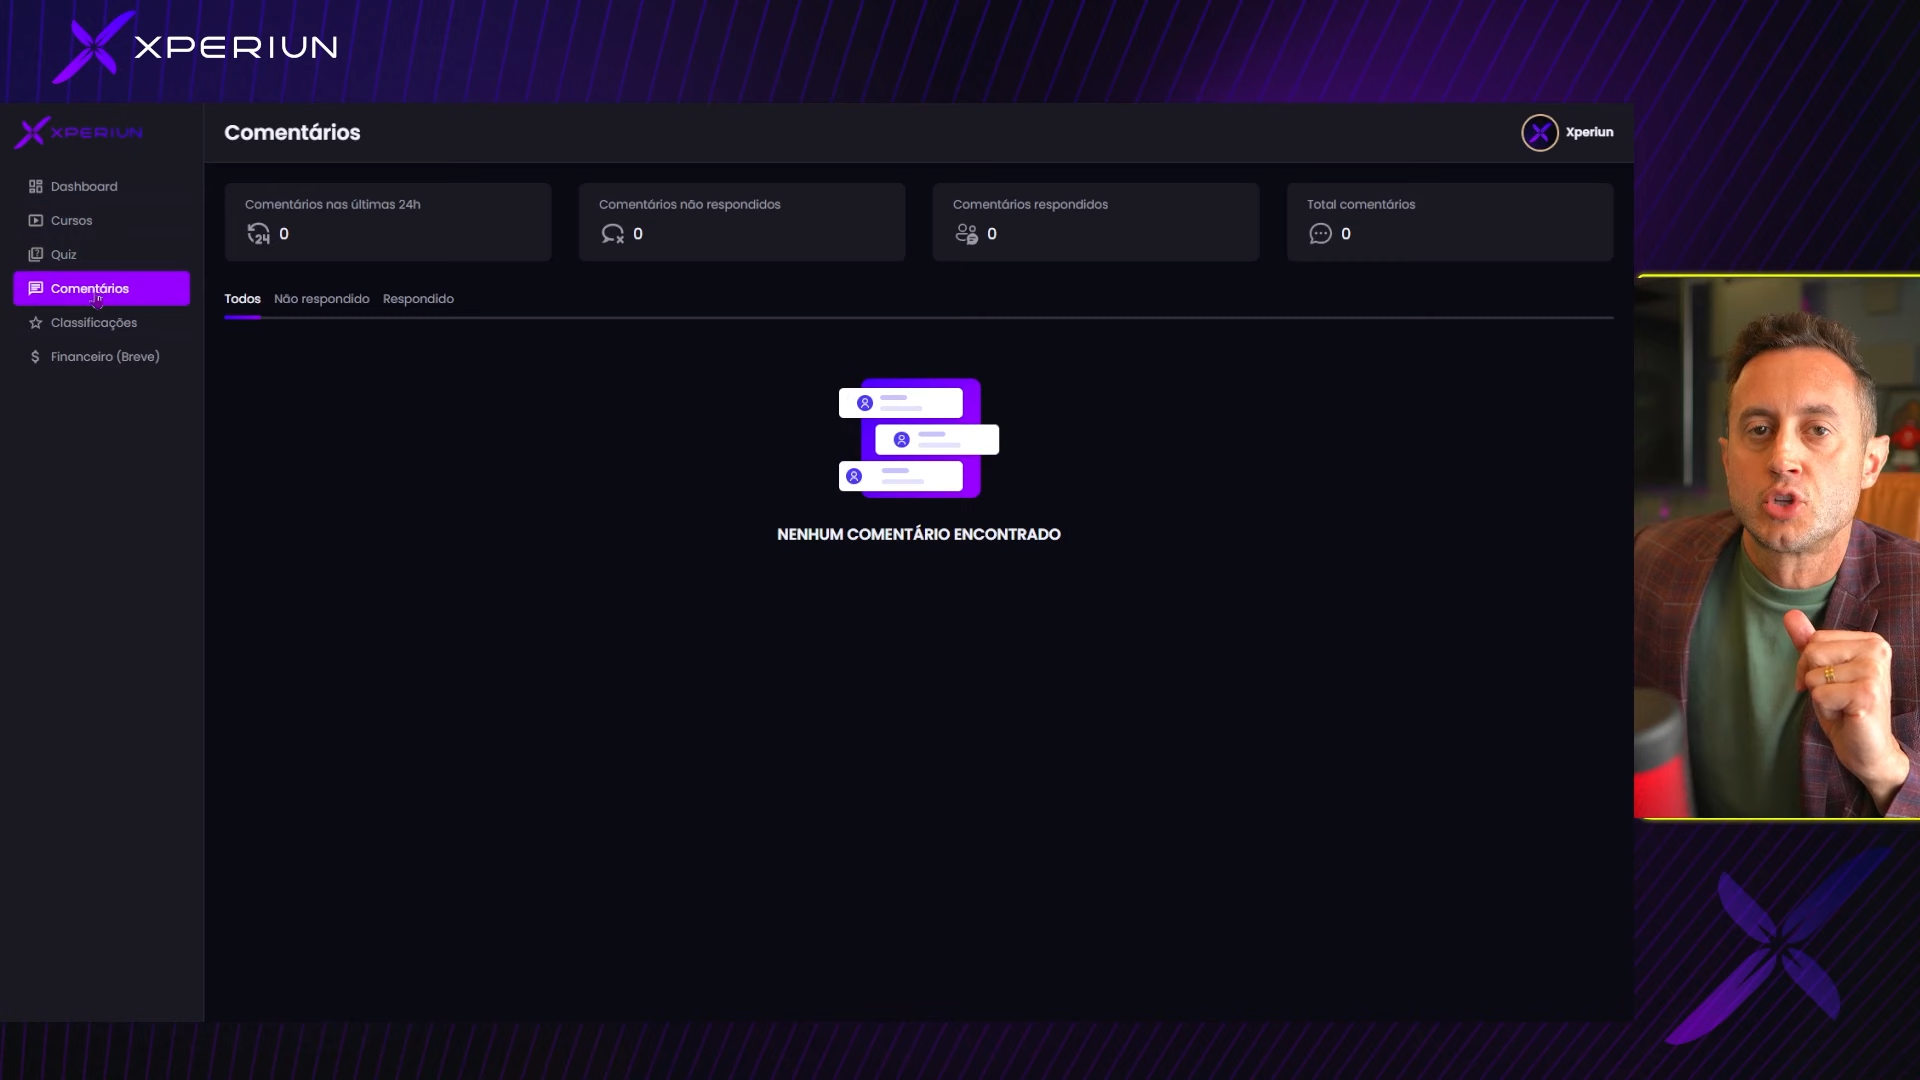 XPERIUN
XPERIUN
Comentários
Xperiun
Dashboard
Cursos
Quiz
Comentários
Classificações
Financeiro (Breve)
Comentários nas últimas 24h
24 0
Comentários não respondidos
0
Comentários respondidos
0
Total comentários
0
Todos Não respondido Respondido
NENHUM COMENTÁRIO ENCONTRADO